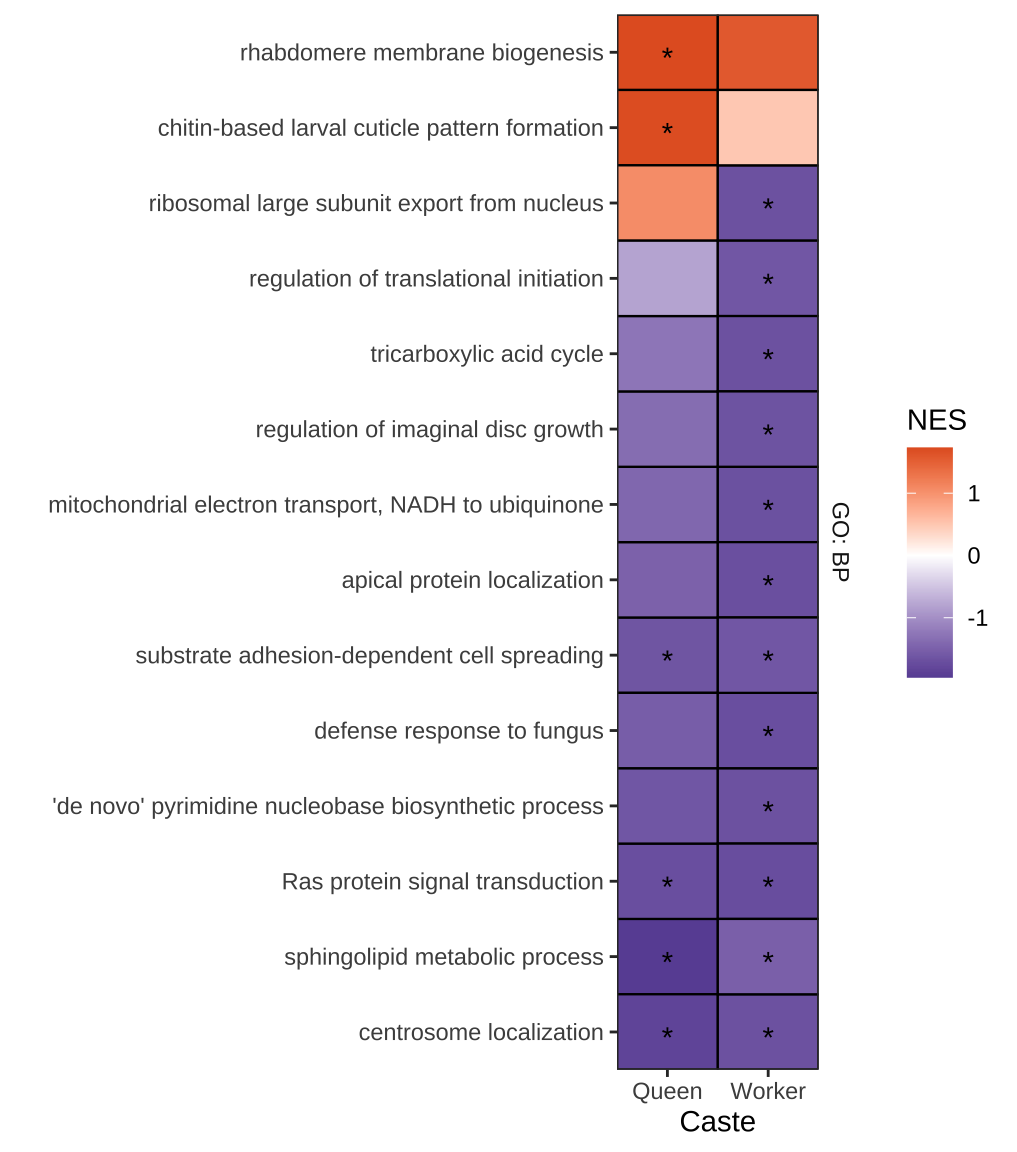 rhabdomere membrane biogenesis
*
chitin-based larval cuticle pattern formation
*
ribosomal large subunit export from nucleus
*
regulation of translational initiation
*
tricarboxylic acid cycle
*
regulation of imaginal disc growth
*
mitochondrial electron transport, NADH to ubiquinone
*
apical protein localization
*
substrate adhesion-dependent cell spreading
* *
defense response to fungus
*
'de novo' pyrimidine nucleobase biosynthetic process
*
Ras protein signal transduction
* *
sphingolipid metabolic process
* *
centrosome localization
* *
Queen Worker
Caste
GO: BP
NES
1
0
-1